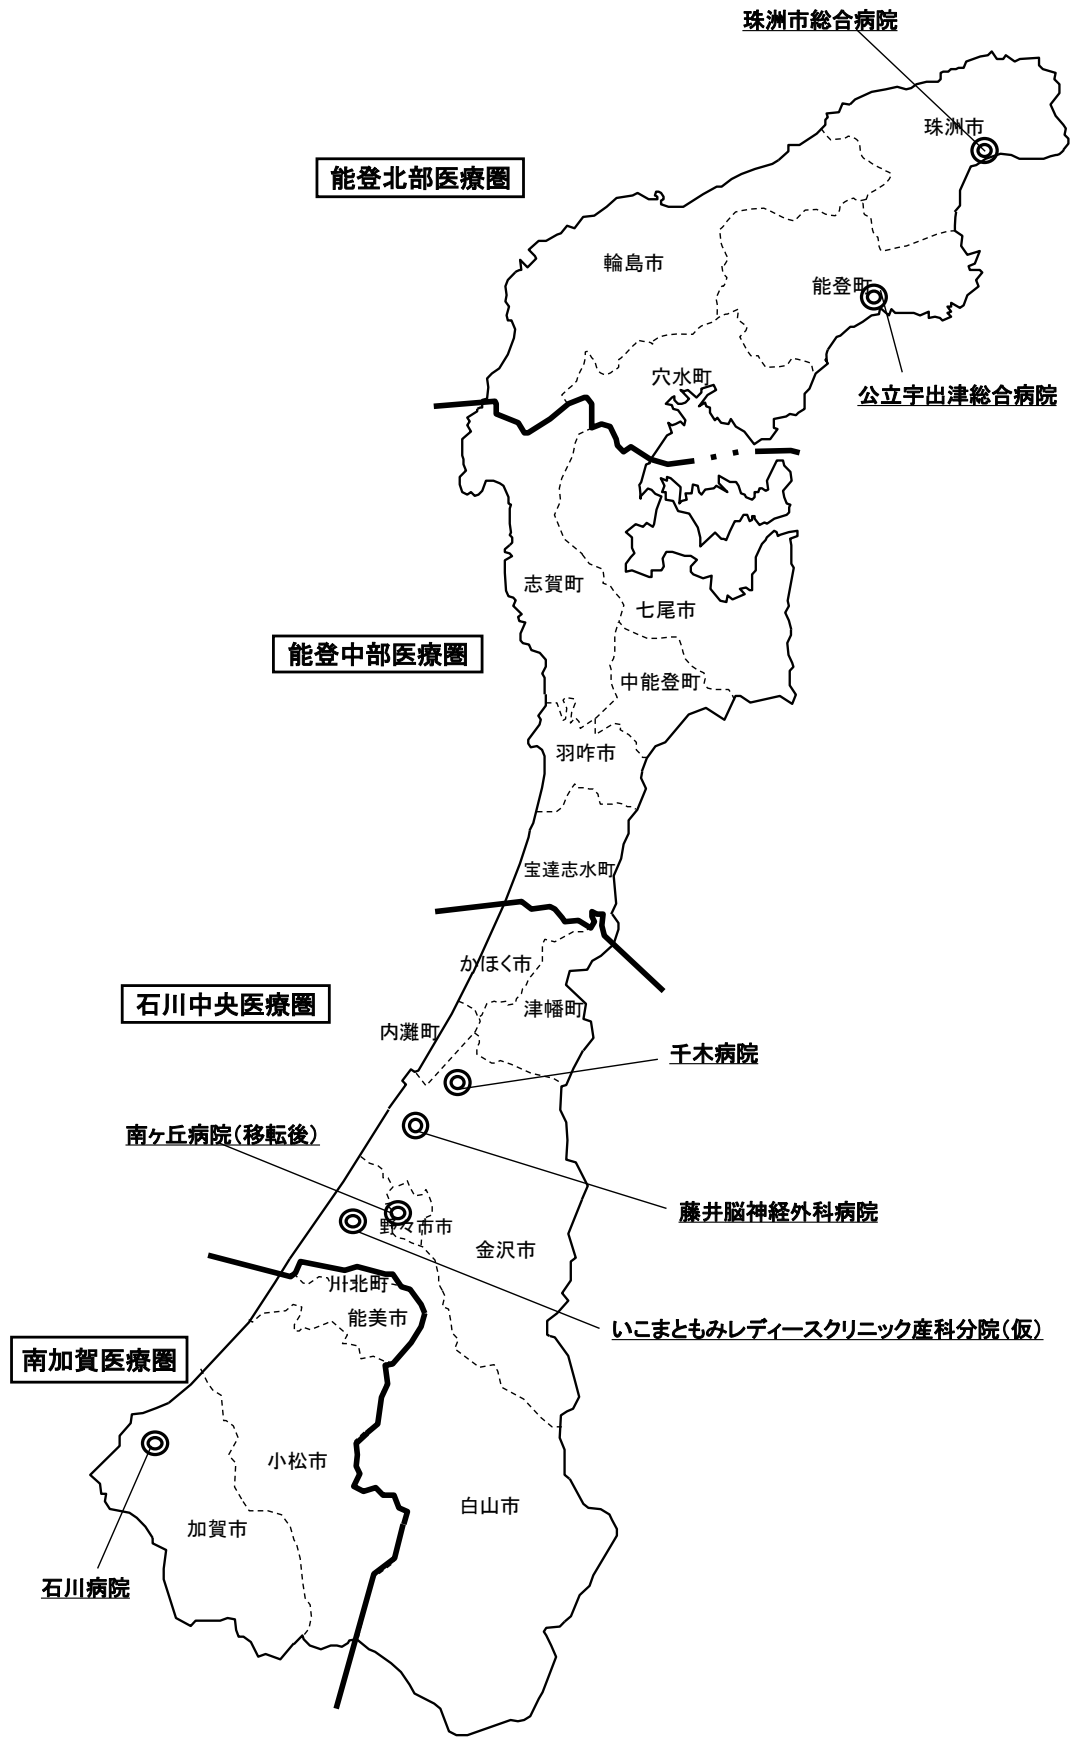 珠洲市総合病院
珠洲市
能登北部医療圏
輪島市
能登町
穴水町
公立宇出津総合病院
志賀町
七尾市
能登中部医療圏
中能登町
羽咋市
宝達志水町
かほく市
石川中央医療圏
津幡町
内灘町
千木病院
南ヶ丘病院（移転後）
藤井脳神経外科病院
野々市市
金沢市
川北町
能美市
いこまともみレディースクリニック産科分院（仮）
南加賀医療圏
小松市
白山市
加賀市
石川病院